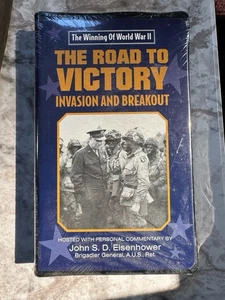 The Winning Of World War II
THE ROAD TO
VICTORY
INVASION AND BREAKOUT
HOSTED WITH PERSONAL COMMENTARY BY
John S. D. Eisenhower
Brigadier General, A.U.S., Ret.